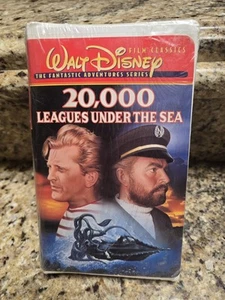 FILM CLASSICS
WALT DISNEY
THE FANTASTIC ADVENTURES SERIES
20,000
LEAGUES UNDER THE SEA